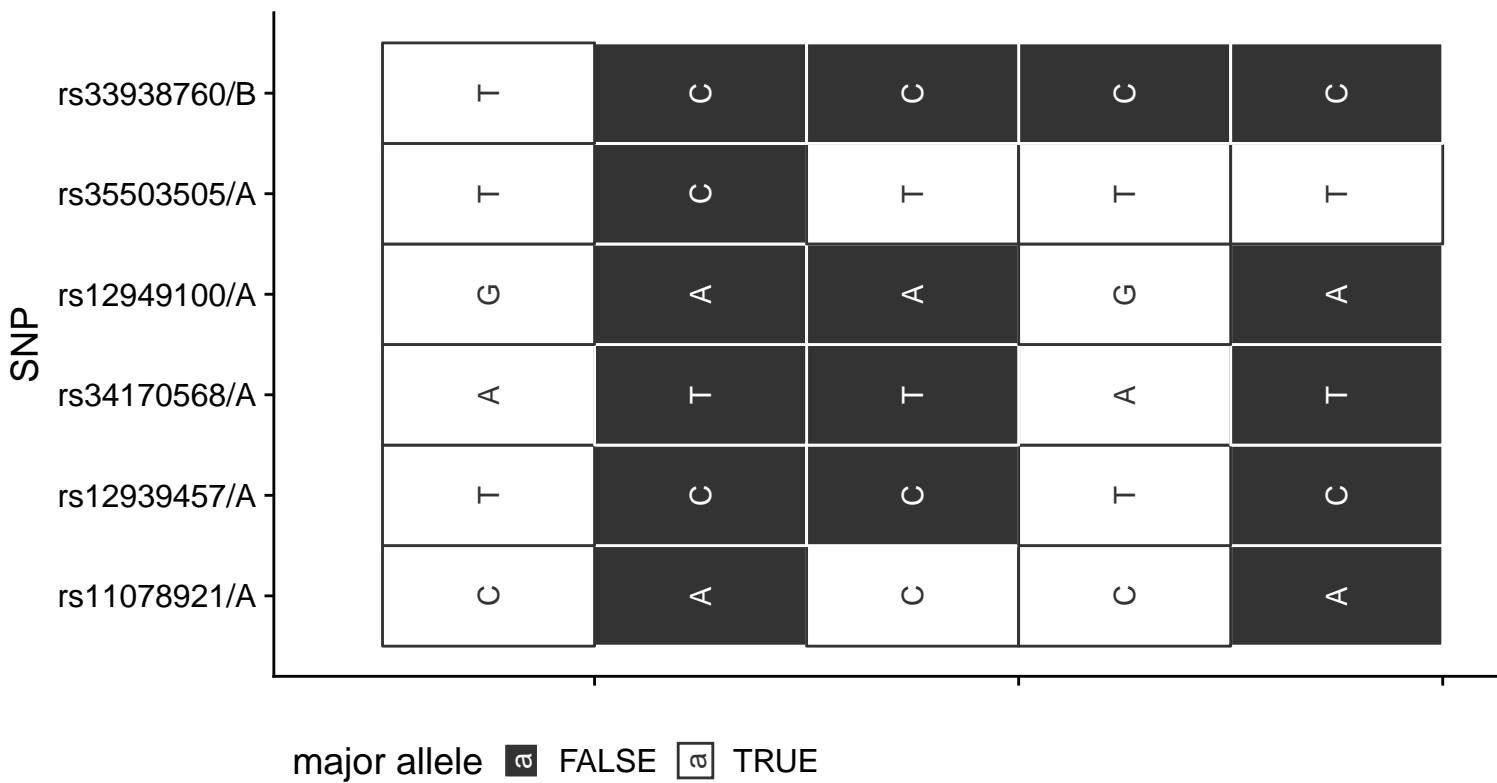 SNP
rs33938760/B T C C C C
rs35503505/A T C T T T
rs12949100/A G A A G A
rs34170568/A A T T A T
rs12939457/A T C C T C
rs11078921/A C A C C A
major allele a FALSE a TRUE